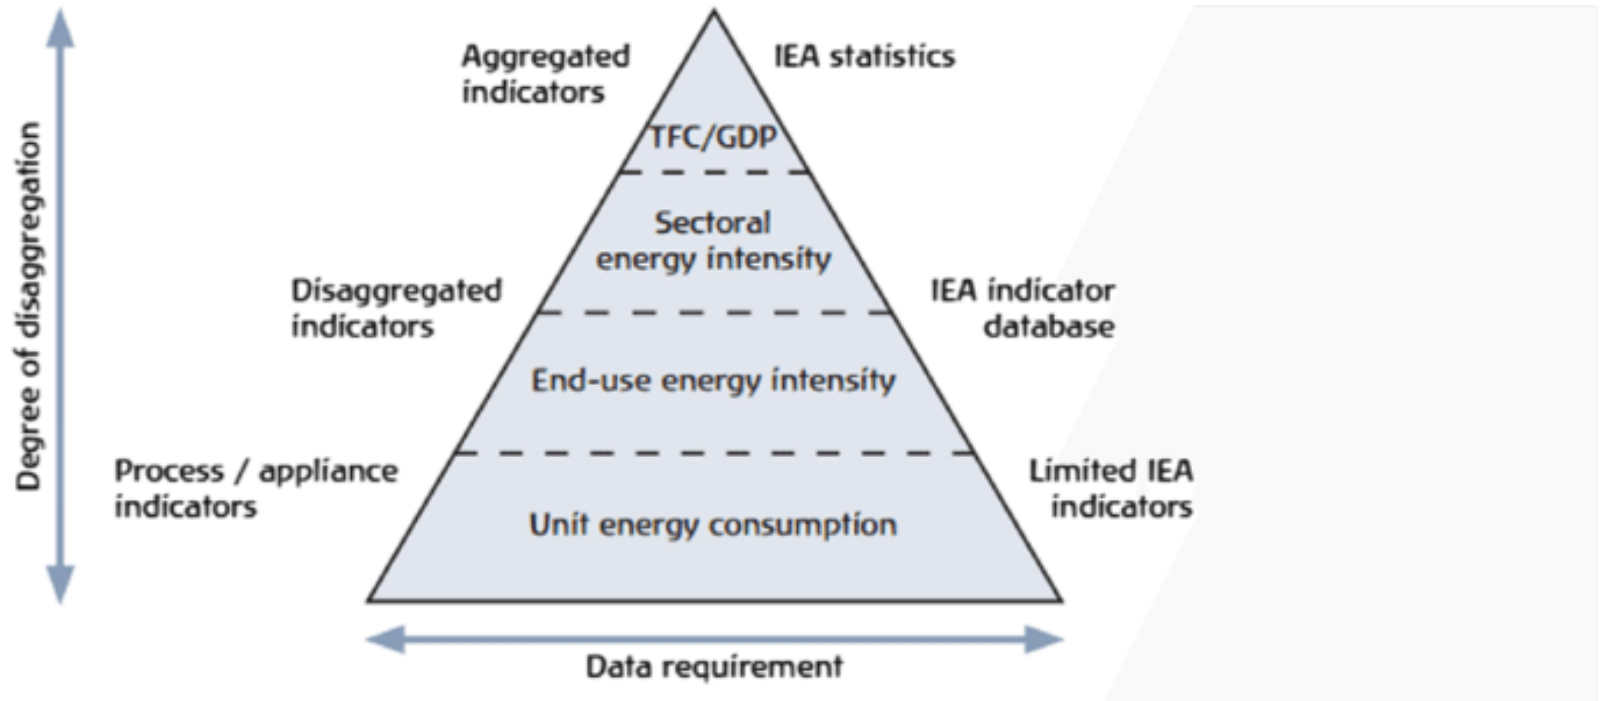 Degree of disaggregation
Aggregated
indicators
IEA statistics
TFC/GDP
Sectoral
energy intensity
Disaggregated
indicators
IEA indicator
database
End-use energy intensity
Process / appliance
indicators
Limited IEA
indicators
Unit energy consumption
Data requirement